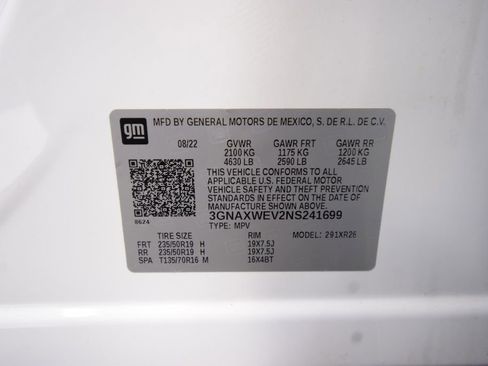 gm
MFD BY GENERAL MOTORS DE MEXICO, S. DE R.L. DE C.V.
08/22 GVWR GAWR FRT GAWR RR
2100 KG 1175 KG 1200 KG
4630 LB 2590 LB 2645 LB
THIS VEHICLE CONFORMS TO ALL
APPLICABLE U.S. FEDERAL MOTOR
VEHICLE SAFETY AND THEFT PREVENTION
STANDARDS IN EFFECT ON THE DATE
OF MANUFACTURE SHOWN ABOVE.
8624
3GNAXWEV2NS241699
TYPE: MPV MODEL: 291XR26
TIRE SIZE RIM
FRT 235/50R19 H 19X7.5J
RR 235/50R19 H 19X7.5J
SPA T135/70R16 M 16X4BT